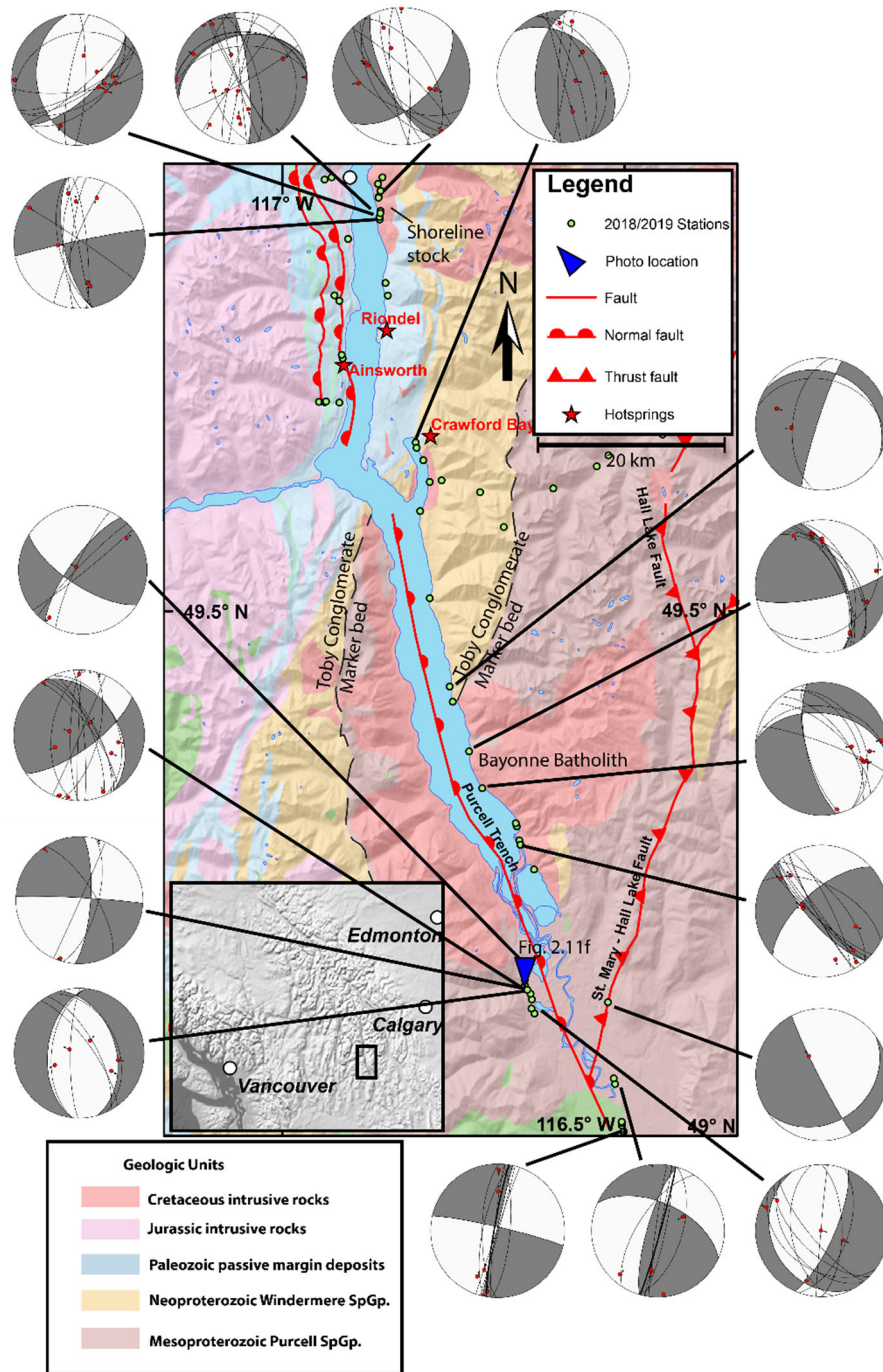 Legend
2018/2019 Stations
Photo location
Fault
Normal fault
Thrust fault
Hotsprings
20 km
N
117° W
Shoreline
stock
Riondel
Ainsworth
Crawford Bay
Hall Lake Fault
49.5° N
49.5° N
Toby Conglomerate
Marker bed
Toby Conglomerate
Marker bed
Bayonne Batholith
Purcell Trench
St. Mary - Hall Lake Fault
Fig. 2.11f
Edmonton
Calgary
Vancouver
116.5° W
49° N
Geologic Units
Cretaceous intrusive rocks
Jurassic intrusive rocks
Paleozoic passive margin deposits
Neoproterozoic Windermere SpGp.
Mesoproterozoic Purcell SpGp.